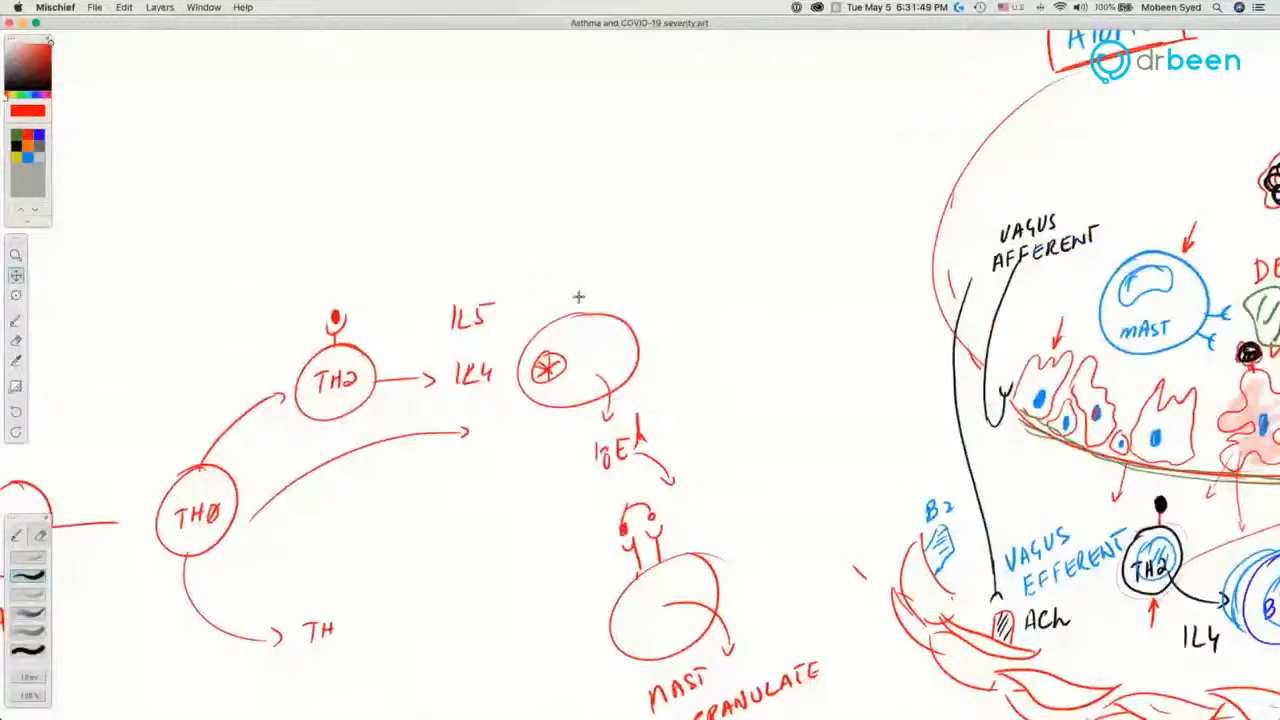 Mischief File Edit Layers Window Help
100% Tue May 5 6:31:49 PM Mobeen Syed
Asthma and COVID-19 severity.art
drbeen
VAGUS
AFFERENT
MAST
IL5
TH2
IL4
IgE
TH0
TH
B2
VAGUS
EFFERENT
TH2
ACh
IL4
MAST